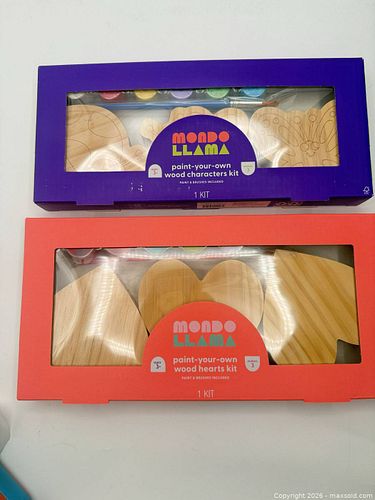 MONDO
LLAMA
paint-your-own
wood characters kit
PAINT & BRUSHES INCLUDED
1 KIT
MONDO
LLAMA
paint-your-own
wood hearts kit
PAINT & BRUSHES INCLUDED
1 KIT
Copyright © 2026 - maxsold.com